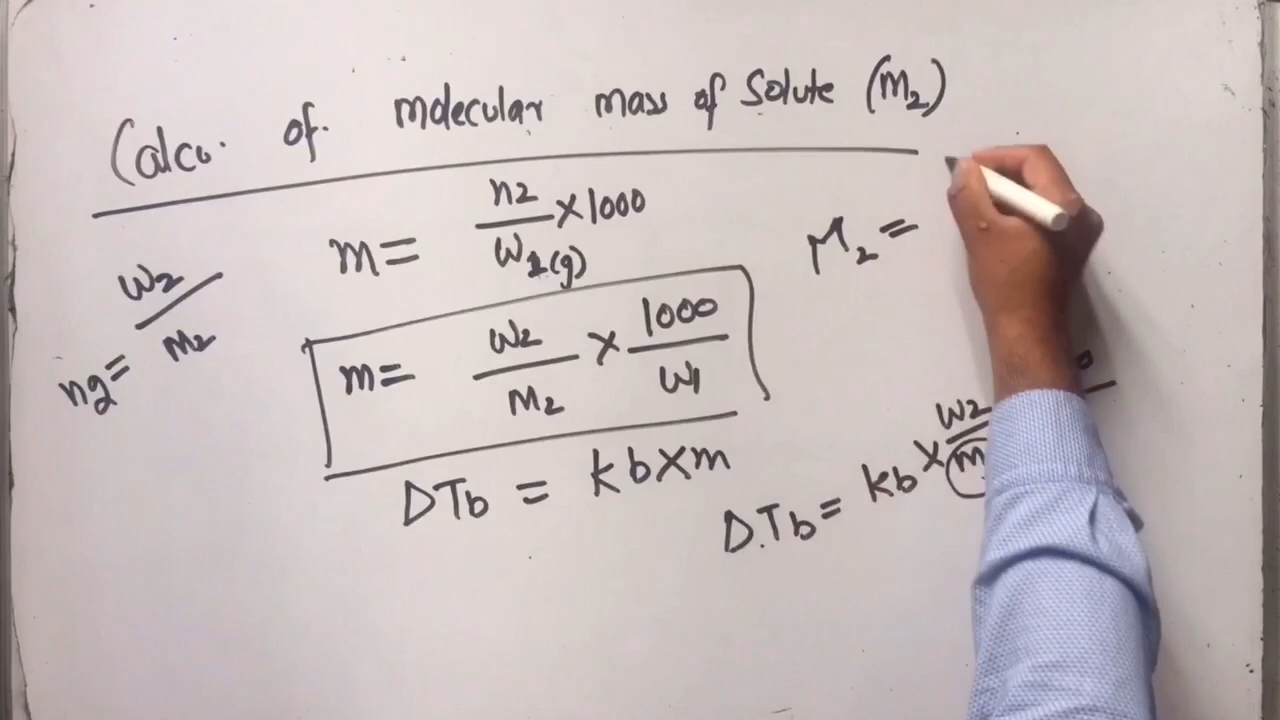 Calcu. of. molecular mass of Solute (M2)
m = n2/W1(g) × 1000
n2 = W2/M2
m = W2/M2 × 1000/W1
M2 =
ΔTb = kb × m
Δ.Tb = kb × W2/m